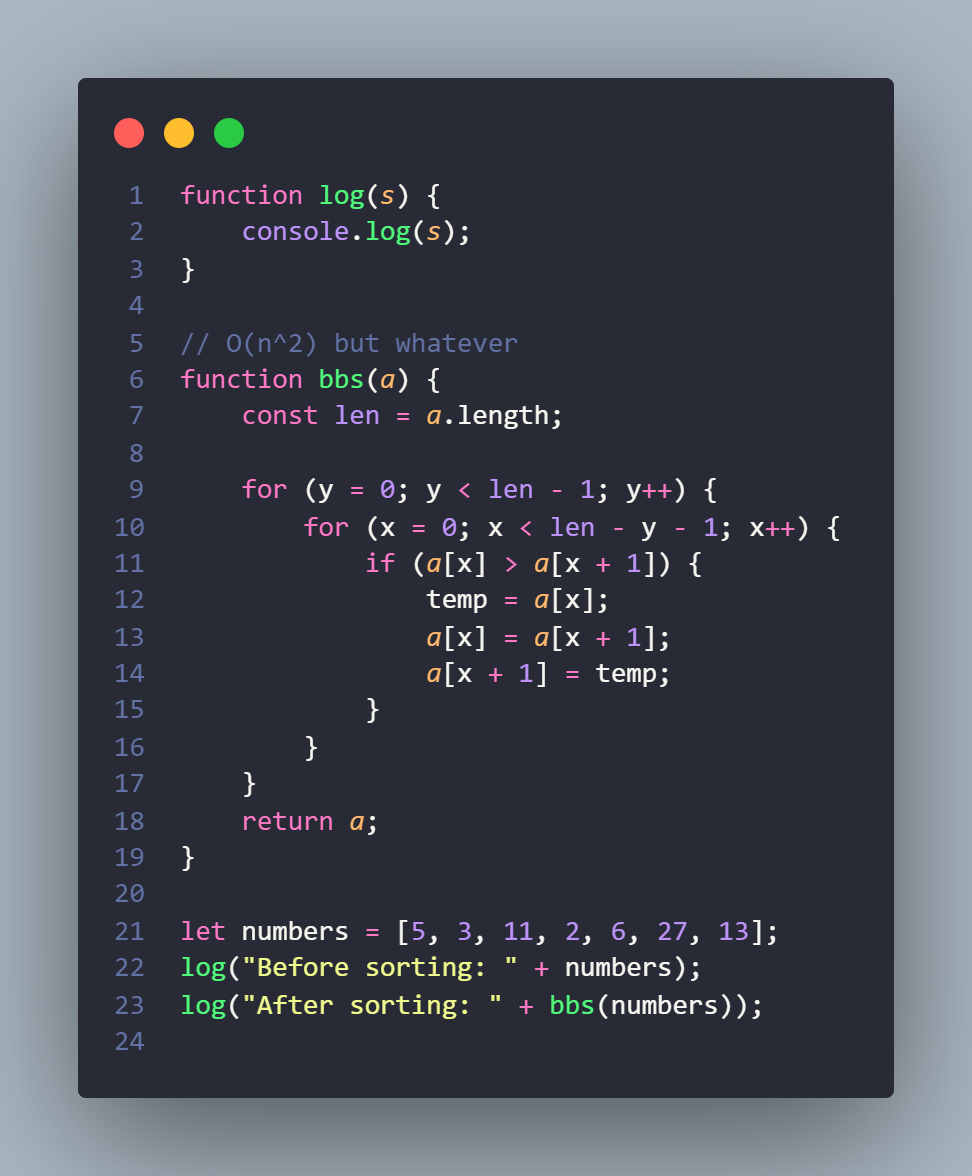 1 function log(s) {
2     console.log(s);
3 }
4
5 // O(n^2) but whatever
6 function bbs(a) {
7     const len = a.length;
8
9     for (y = 0; y < len - 1; y++) {
10         for (x = 0; x < len - y - 1; x++) {
11             if (a[x] > a[x + 1]) {
12                 temp = a[x];
13                 a[x] = a[x + 1];
14                 a[x + 1] = temp;
15             }
16         }
17     }
18     return a;
19 }
20
21 let numbers = [5, 3, 11, 2, 6, 27, 13];
22 log("Before sorting: " + numbers);
23 log("After sorting: " + bbs(numbers));
24